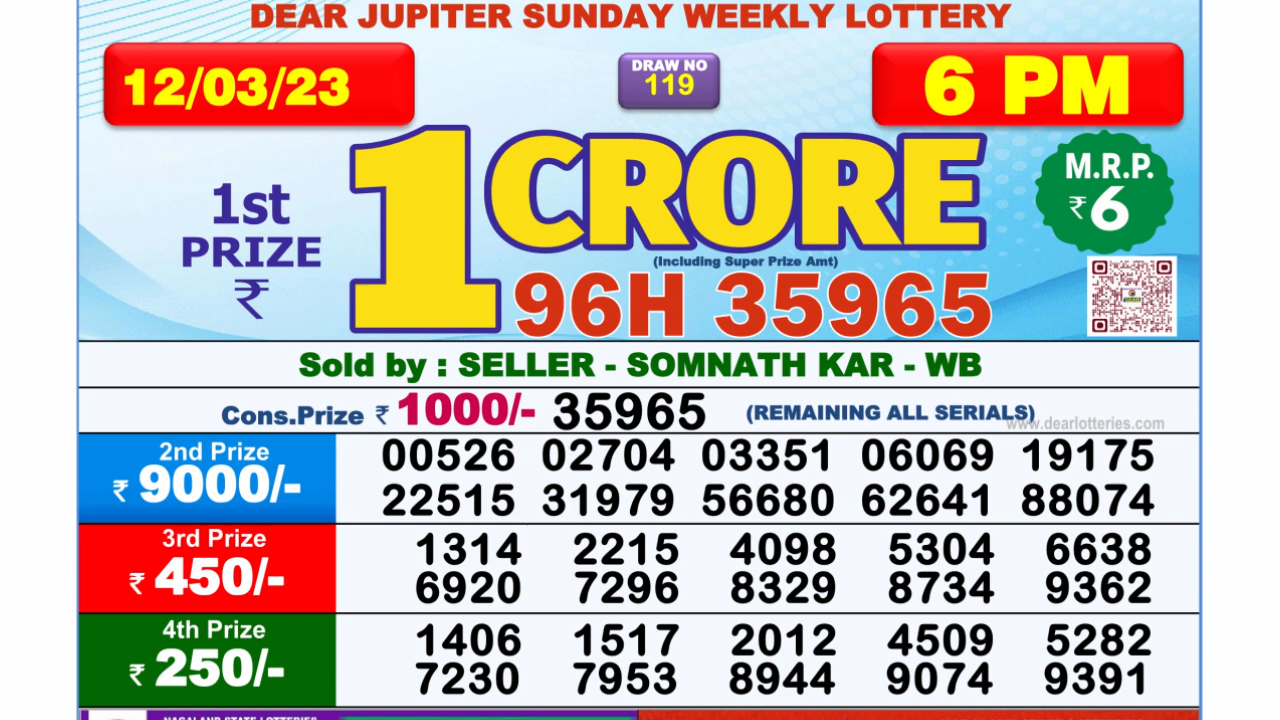 DEAR JUPITER SUNDAY WEEKLY LOTTERY
12/03/23
DRAW NO
119
6 PM
1st
PRIZE
₹
1 CRORE
(Including Super Prize Amt)
M.R.P.
₹6
96H 35965
Sold by : SELLER - SOMNATH KAR - WB
Cons.Prize ₹ 1000/- 35965 (REMAINING ALL SERIALS)
www.dearlotteries.com
2nd Prize
₹ 9000/-
00526 02704 03351 06069 19175
22515 31979 56680 62641 88074
3rd Prize
₹ 450/-
1314 2215 4098 5304 6638
6920 7296 8329 8734 9362
4th Prize
₹ 250/-
1406 1517 2012 4509 5282
7230 7953 8944 9074 9391
NAGALAND STATE LOTTERIES